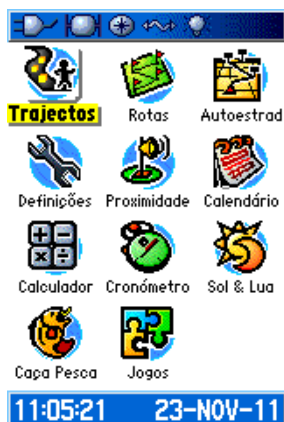 Trajectos Rotas Autoestrad
Definições Proximidade Calendário
Calculador Cronómetro Sol & Lua
Caça Pesca Jogos
11:05:21 23-NOV-11